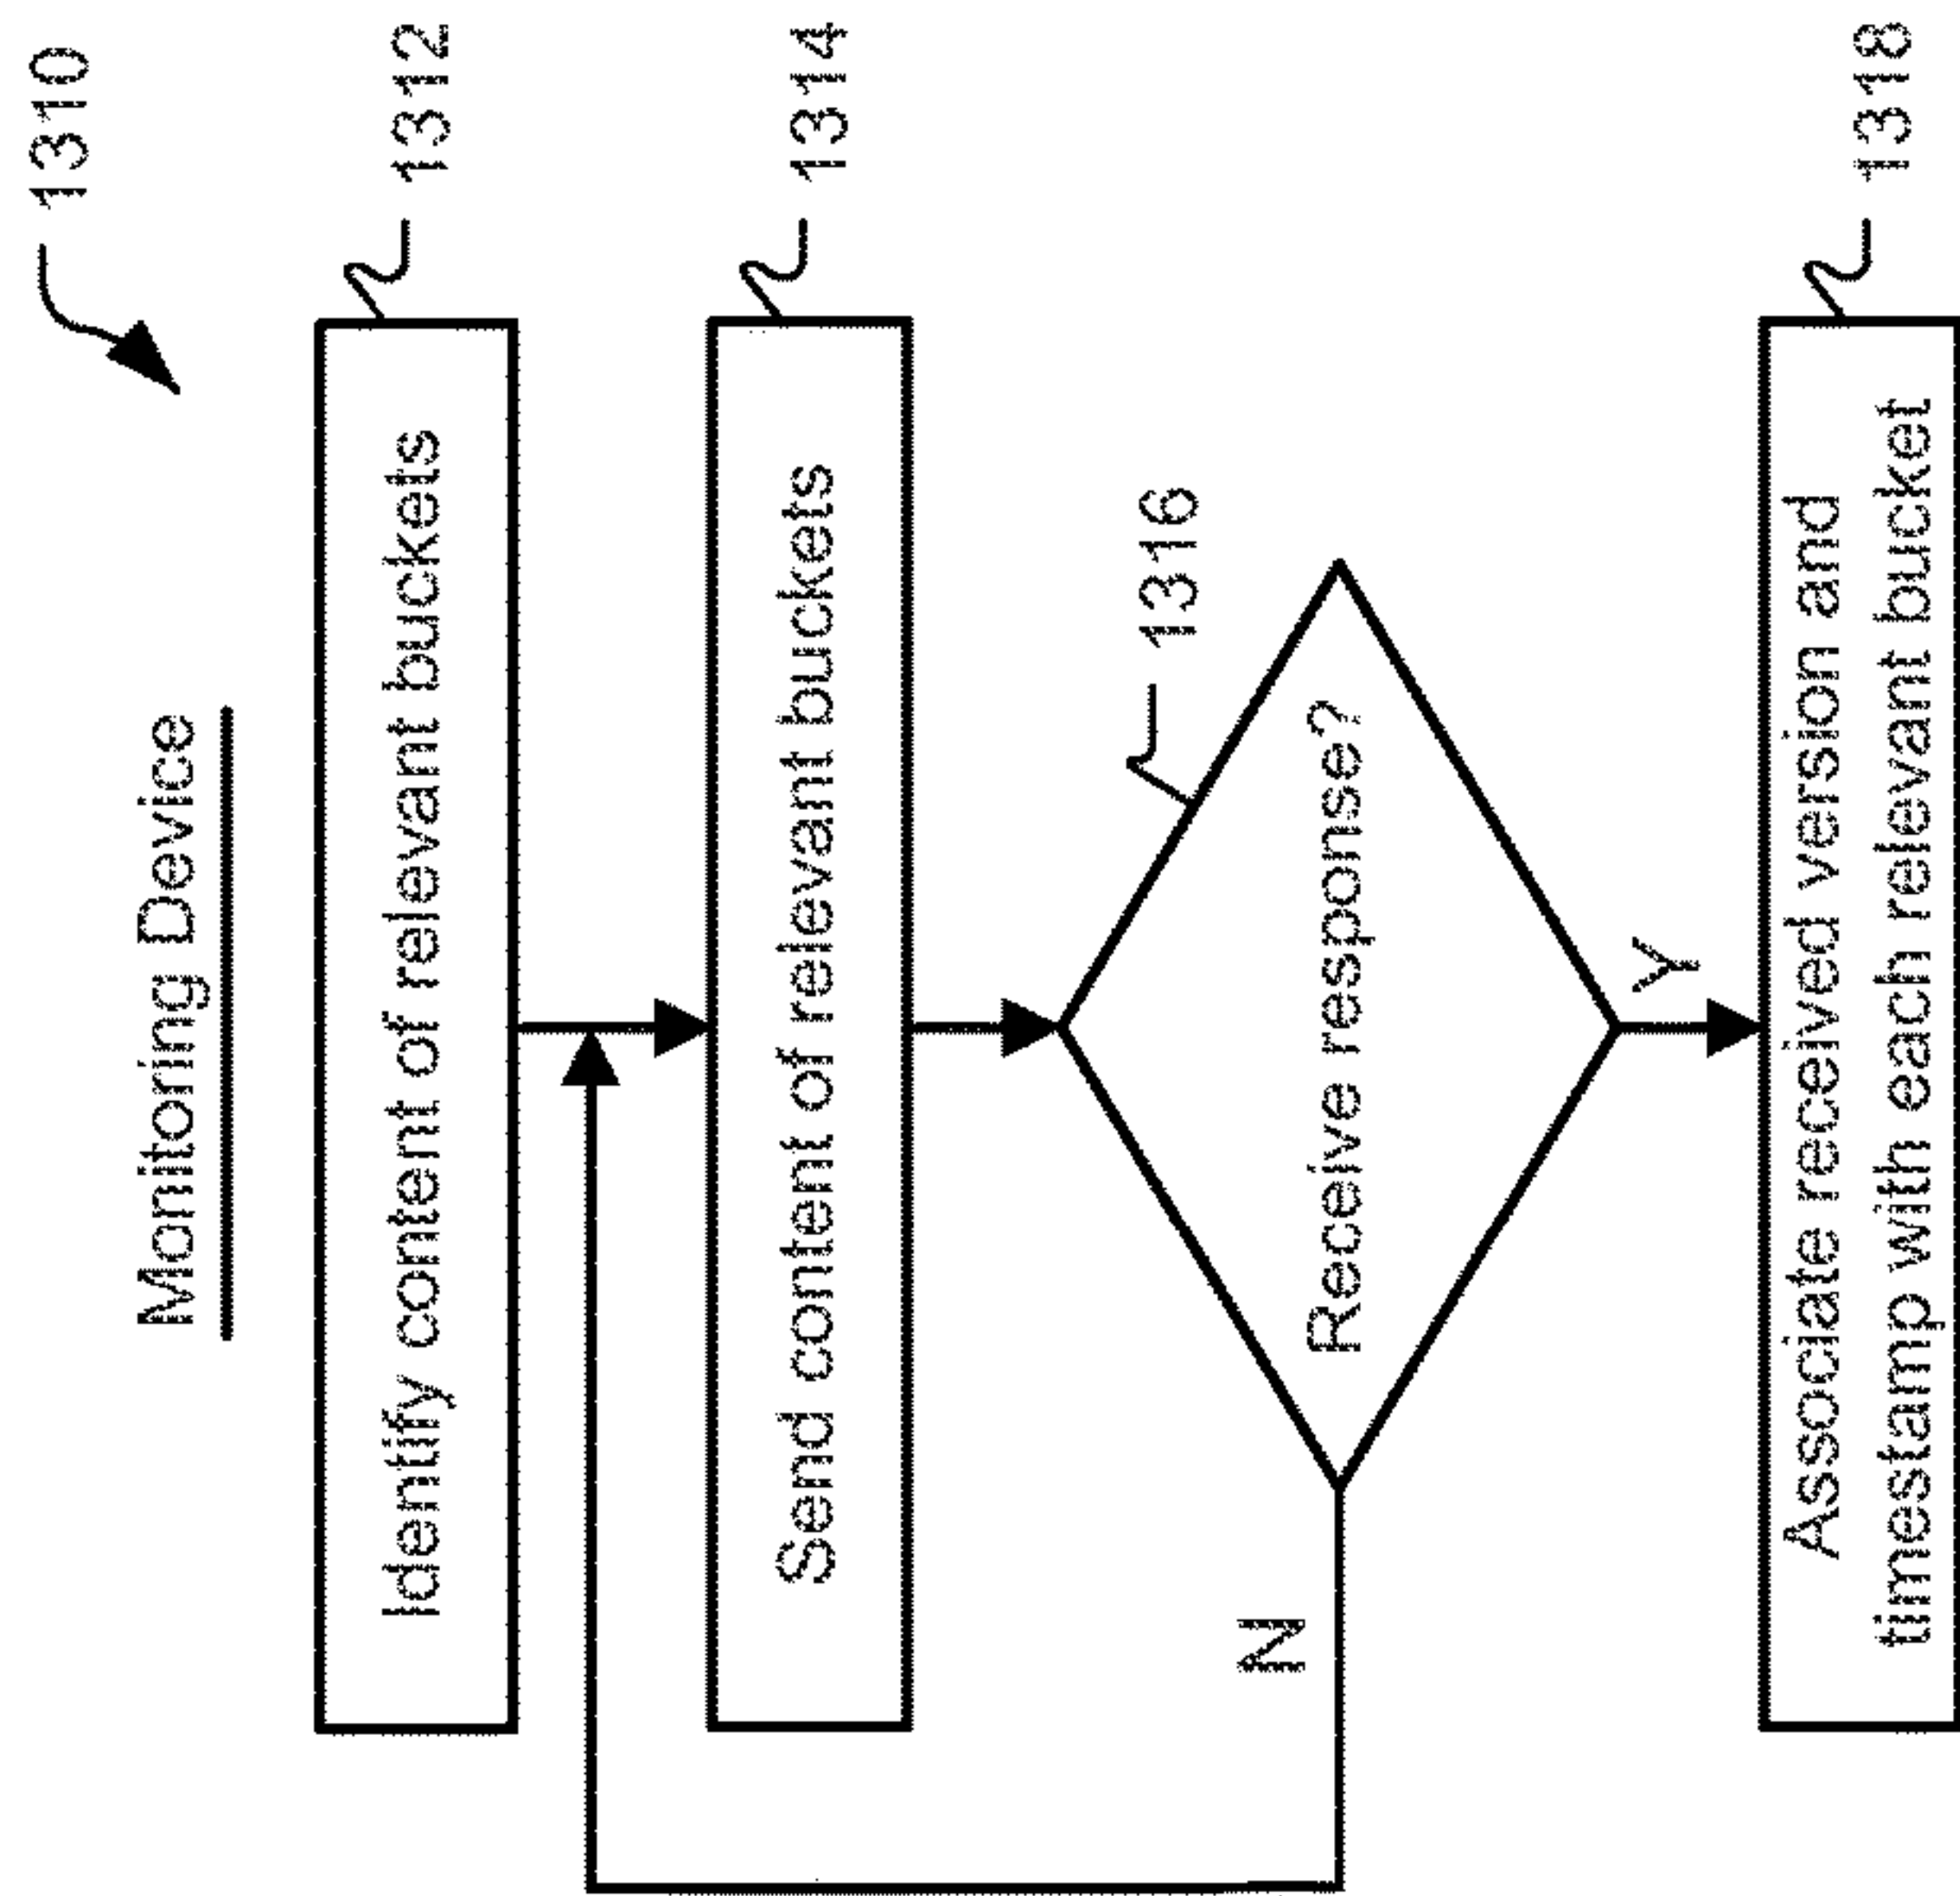 1310
Monitoring Device
Identify content of relevant buckets
1312
Send content of relevant buckets
1314
Receive response?
1316
N
Y
Associate received version and
timestamp with each relevant bucket
1318